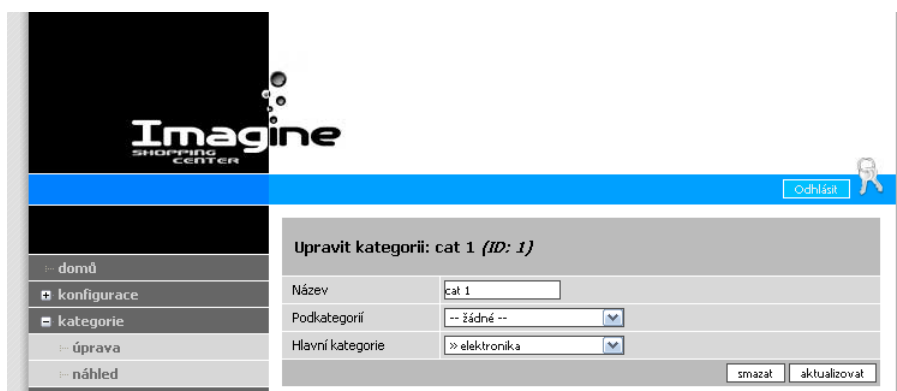 Imagine
SHOPPING
CENTER
Odhlásit
domů
konfigurace
kategorie
úprava
náhled
Upravit kategorii: cat 1 (ID: 1)
Název cat 1
Podkategorií -- žádné --
Hlavní kategorie » elektronika
smazat aktualizovat